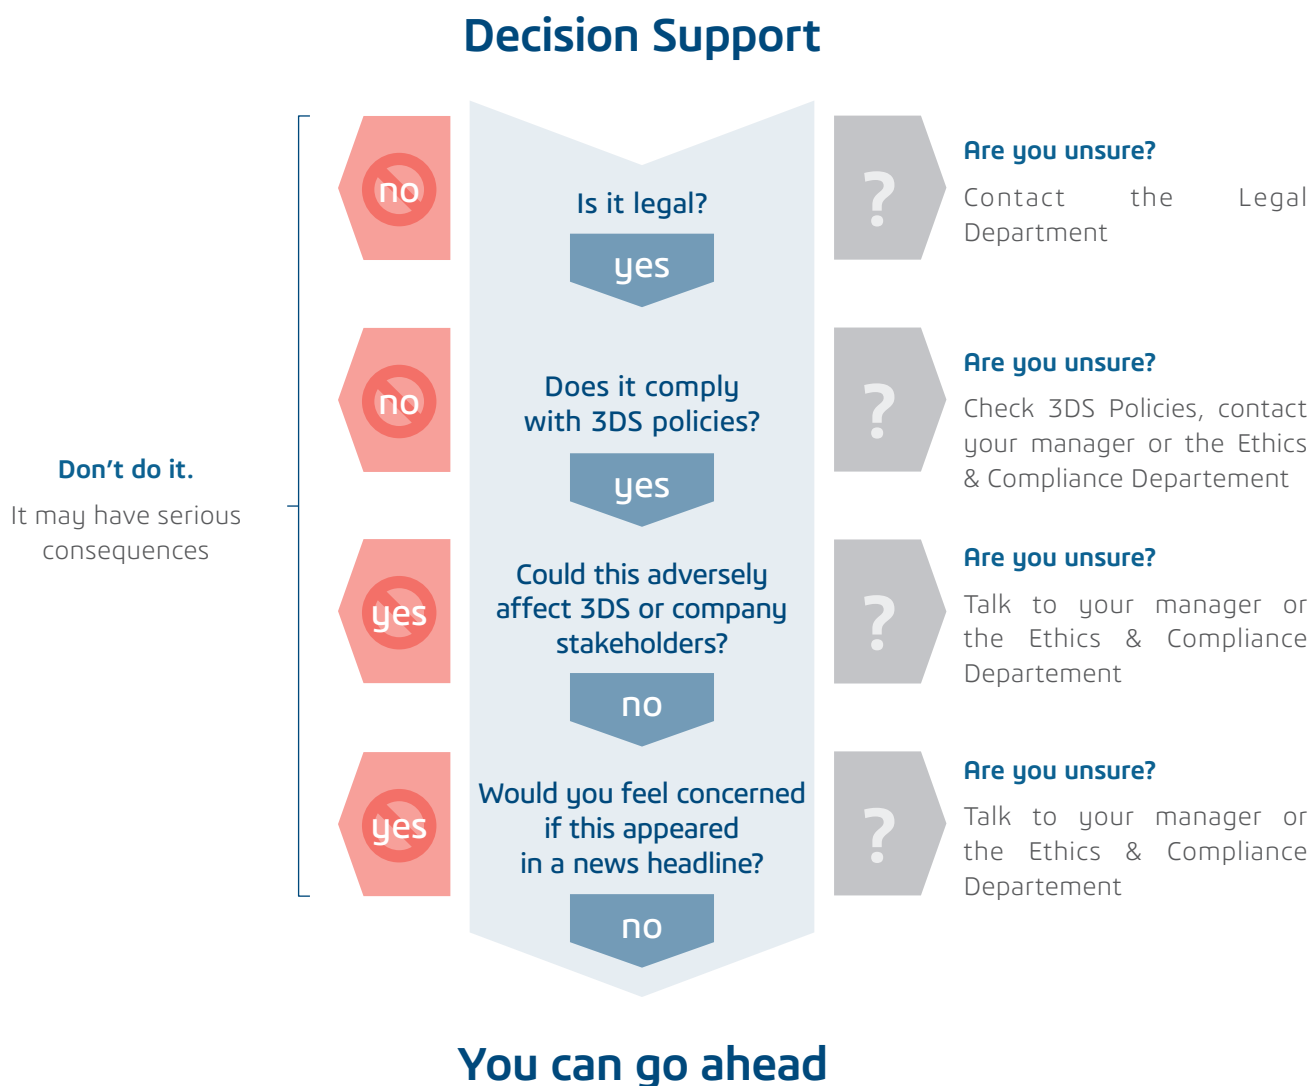 Decision Support
no
Is it legal?
yes
?
Are you unsure?
Contact the Legal
Department
no
Does it comply
with 3DS policies?
yes
?
Are you unsure?
Check 3DS Policies, contact
your manager or the Ethics
& Compliance Departement
Don't do it.
It may have serious
consequences
yes
Could this adversely
affect 3DS or company
stakeholders?
no
?
Are you unsure?
Talk to your manager or
the Ethics & Compliance
Departement
yes
Would you feel concerned
if this appeared
in a news headline?
no
?
Are you unsure?
Talk to your manager or
the Ethics & Compliance
Departement
You can go ahead